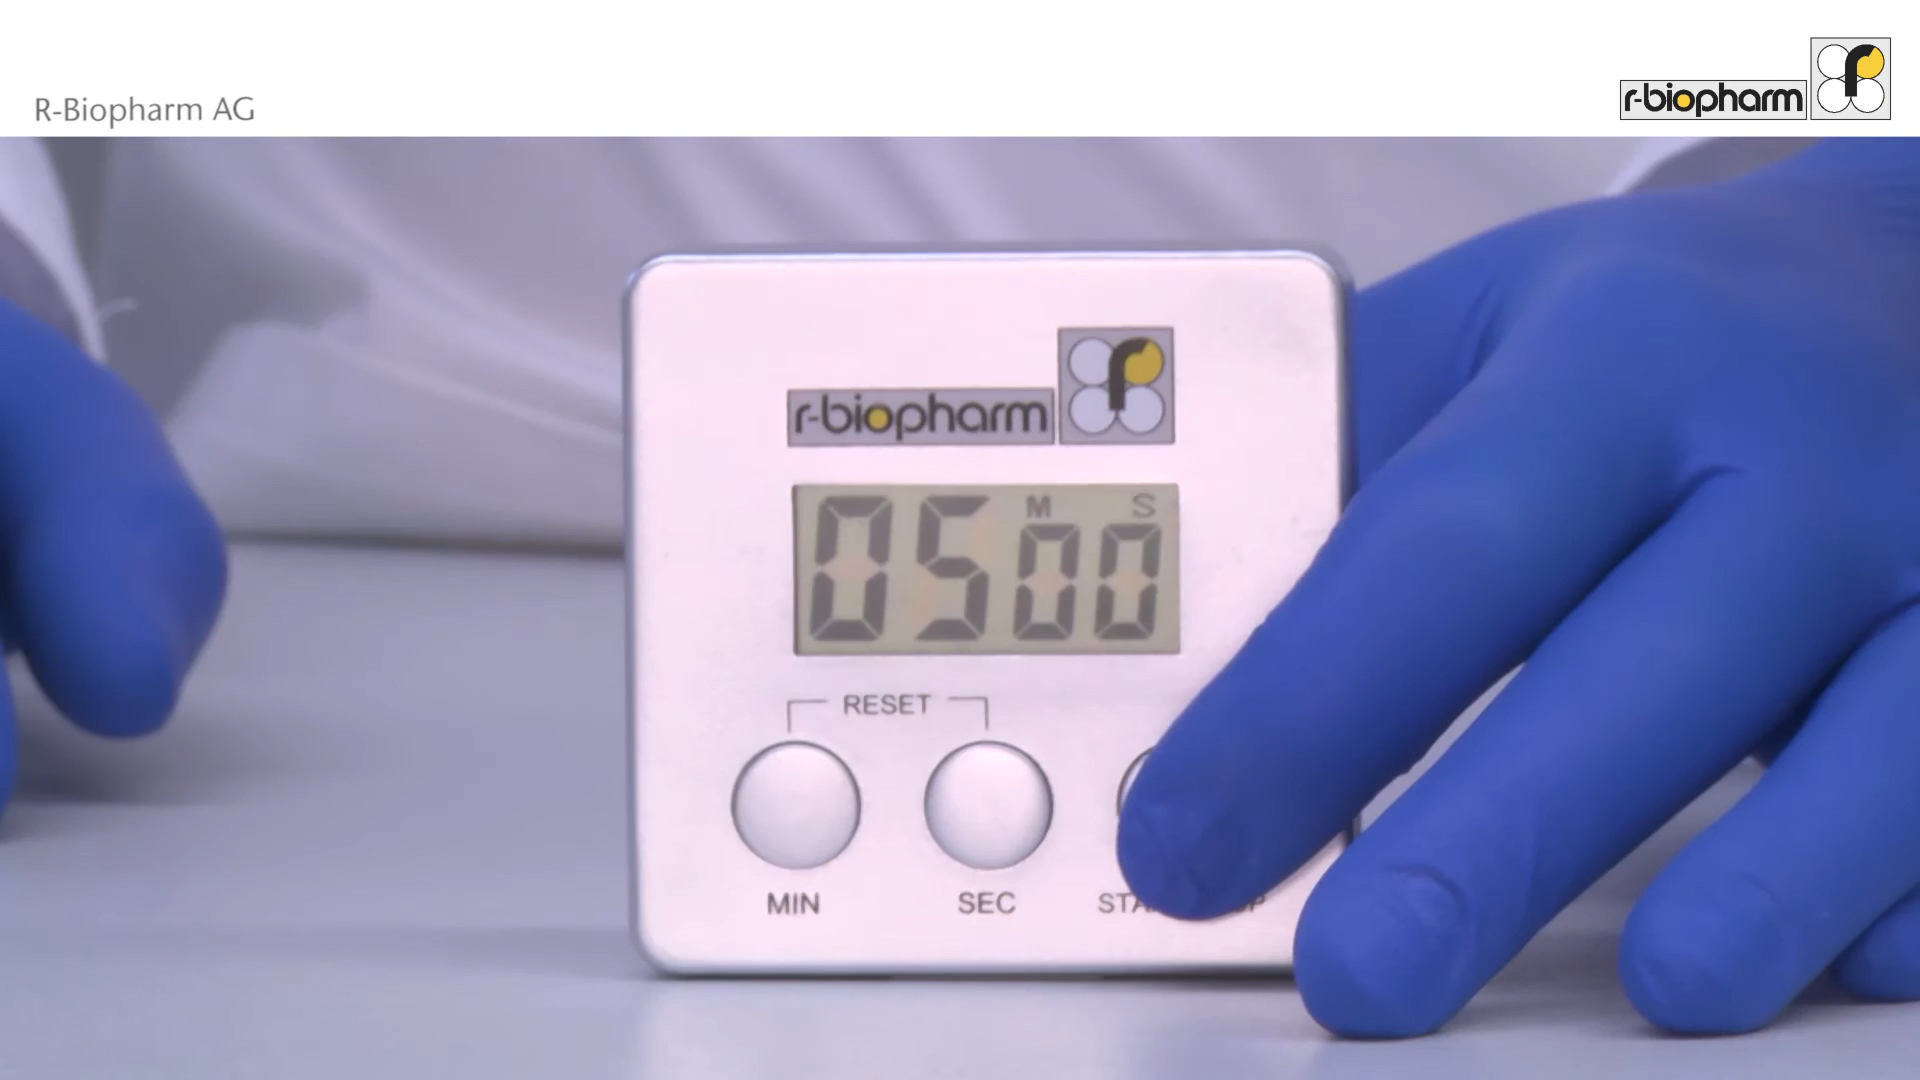 R-Biopharm AG
r-biopharm
r
r-biopharm
r
M S
05 00
RESET
MIN SEC